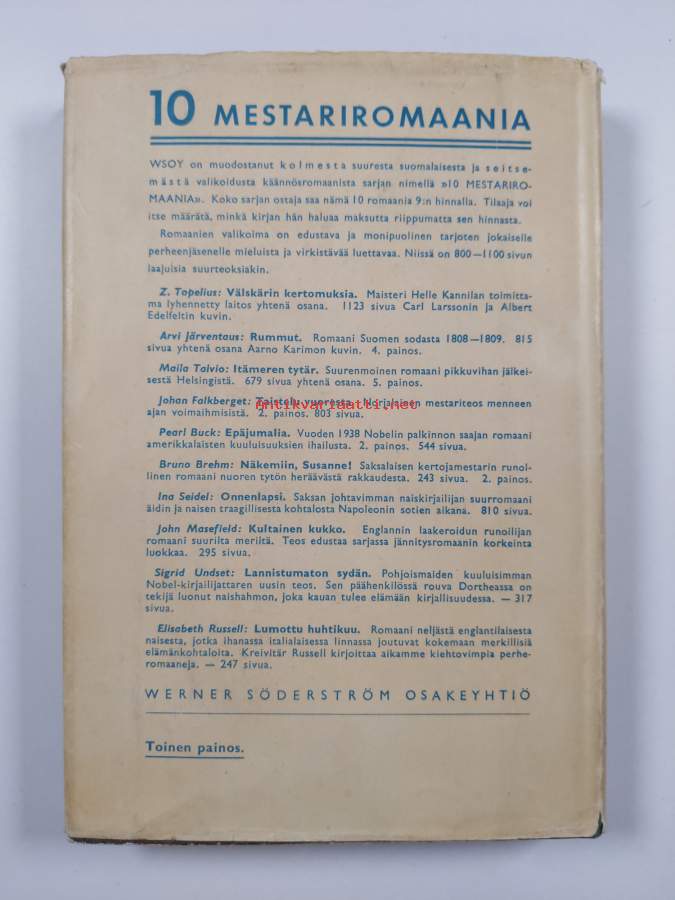 10 MESTARIROMAANIA
WSOY on muodostanut kolmesta suuresta suomalaisesta ja seitse-
mästä valikoidusta käännösromaanista sarjan nimellä »10 MESTARIRO-
MAANIA». Koko sarjan ostaja saa nämä 10 romaania 9:n hinnalla. Tilaaja voi
itse määrätä, minkä kirjan hän haluaa maksutta riippumatta sen hinnasta.
Romaanien valikoima on edustava ja monipuolinen tarjoten jokaiselle
perheenjäsenelle mieluista ja virkistävää luettavaa. Niissä on 800—1100 sivun
laajuisia suurteoksiakin.
Z. Topelius: Välskärin kertomuksia. Maisteri Helle Kannilan toimitta-
ma lyhennetty laitos yhtenä osana. 1123 sivua Carl Larssonin ja Albert
Edelfeltin kuvin.
Arvi Järventaus: Rummut. Romaani Suomen sodasta 1808—1809. 815
sivua yhtenä osana Aarno Karimon kuvin. 4. painos.
Maila Talvio: Itämeren tytär. Suurenmoinen romaani pikkuvihan jälkei-
sestä Helsingistä. 679 sivua yhtenä osana. 5. painos.
Johan Falkberget: Taistelu vuoresta. Norjalainen mestariteos menneen
antikvariaatti.net
ajan voimaihmisistä. 2. painos. 803 sivua.
Pearl Buck: Epäjumalia. Vuoden 1938 Nobelin palkinnon saajan romaani
amerikkalaisten kuuluisuuksien ihailusta. 2. painos. 544 sivua.
Bruno Brehm: Näkemiin, Susanne! Saksalaisen kertojamestarin runol-
linen romaani nuoren tytön heräävästä rakkaudesta. 243 sivua. 2. painos.
Ina Seidel: Onnenlapsi. Saksan johtavimman naiskirjailijan suurromaani
äidin ja naisen traagillisesta kohtalosta Napoleonin sotien aikana. 810 sivua.
John Masefield: Kultainen kukko. Englannin laakeroidun runoilijan
romaani suurilta meriltä. Teos edustaa sarjassa jännitysromaanin korkeinta
luokkaa. 295 sivua.
Sigrid Undset: Lannistumaton sydän. Pohjoismaiden kuuluisimman
Nobel-kirjailijattaren uusin teos. Sen päähenkilössä rouva Dortheassa on
tekijä luonut naishahmon, joka kauan tulee elämään kirjallisuudessa. — 317
sivua.
Elisabeth Russell: Lumottu huhtikuu. Romaani neljästä englantilaisesta
naisesta, jotka ihanassa italialaisessa linnassa joutuvat kokemaan merkillisiä
elämänkohtaloita. Kreivitär Russell kirjoittaa aikamme kiehtovimpia perhe-
romaaneja. — 247 sivua.
WERNER SÖDERSTRÖM OSAKEYHTIÖ
Toinen painos.